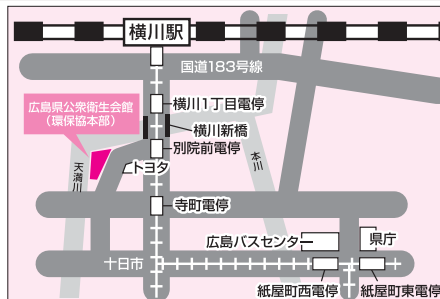 横川駅
国道183号線
広島県公衆衛生会館
（環保協本部）
横川1丁目電停
横川新橋
別院前電停
トヨタ
天満川
本川
寺町電停
広島バスセンター
県庁
十日市
紙屋町西電停
紙屋町東電停